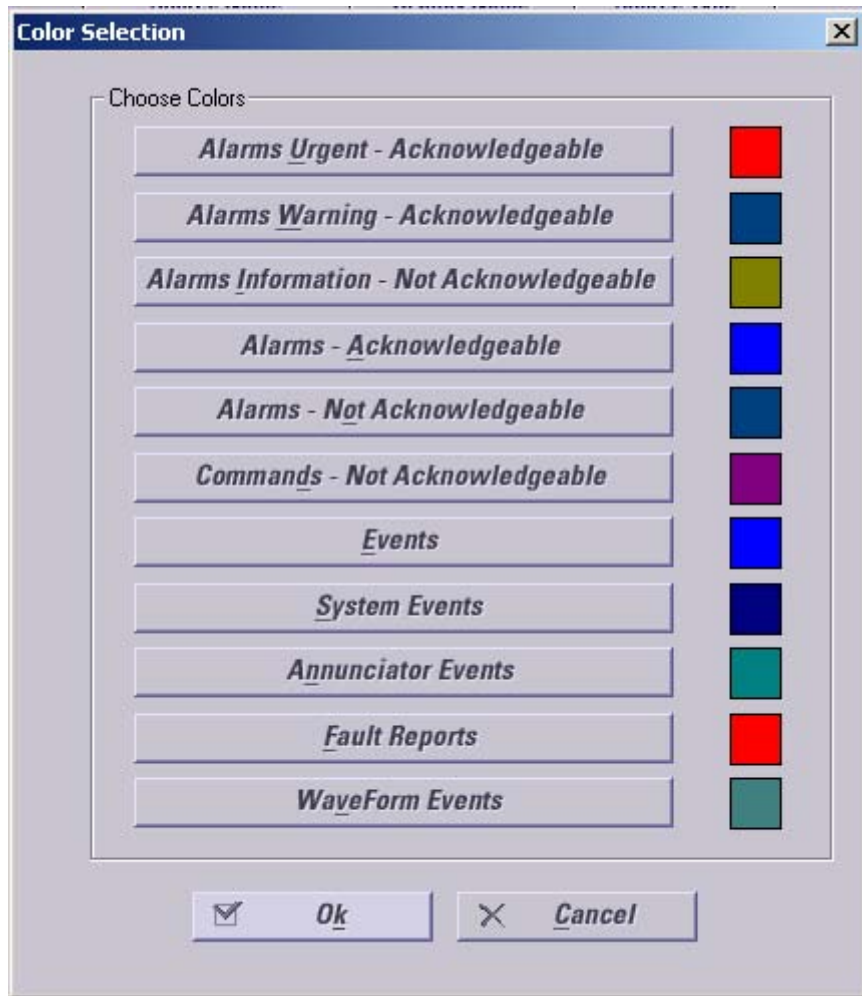 Color Selection
Choose Colors
Alarms Urgent - Acknowledgeable
Alarms Warning - Acknowledgeable
Alarms Information - Not Acknowledgeable
Alarms - Acknowledgeable
Alarms - Not Acknowledgeable
Commands - Not Acknowledgeable
Events
System Events
Annunciator Events
Fault Reports
WaveForm Events
Ok
Cancel